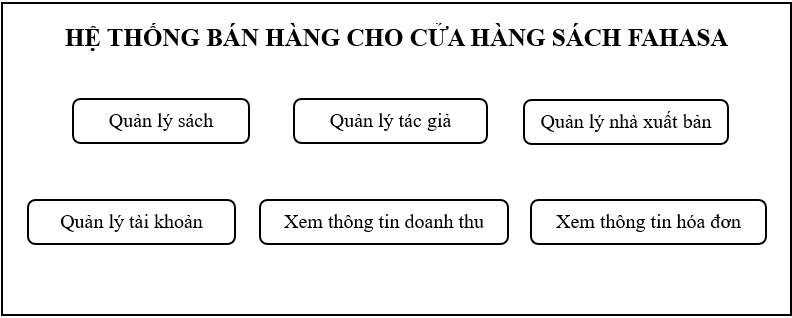 HỆ THỐNG BÁN HÀNG CHO CỬA HÀNG SÁCH FAHASA
Quản lý sách
Quản lý tác giả
Quản lý nhà xuất bản
Quản lý tài khoản
Xem thông tin doanh thu
Xem thông tin hóa đơn